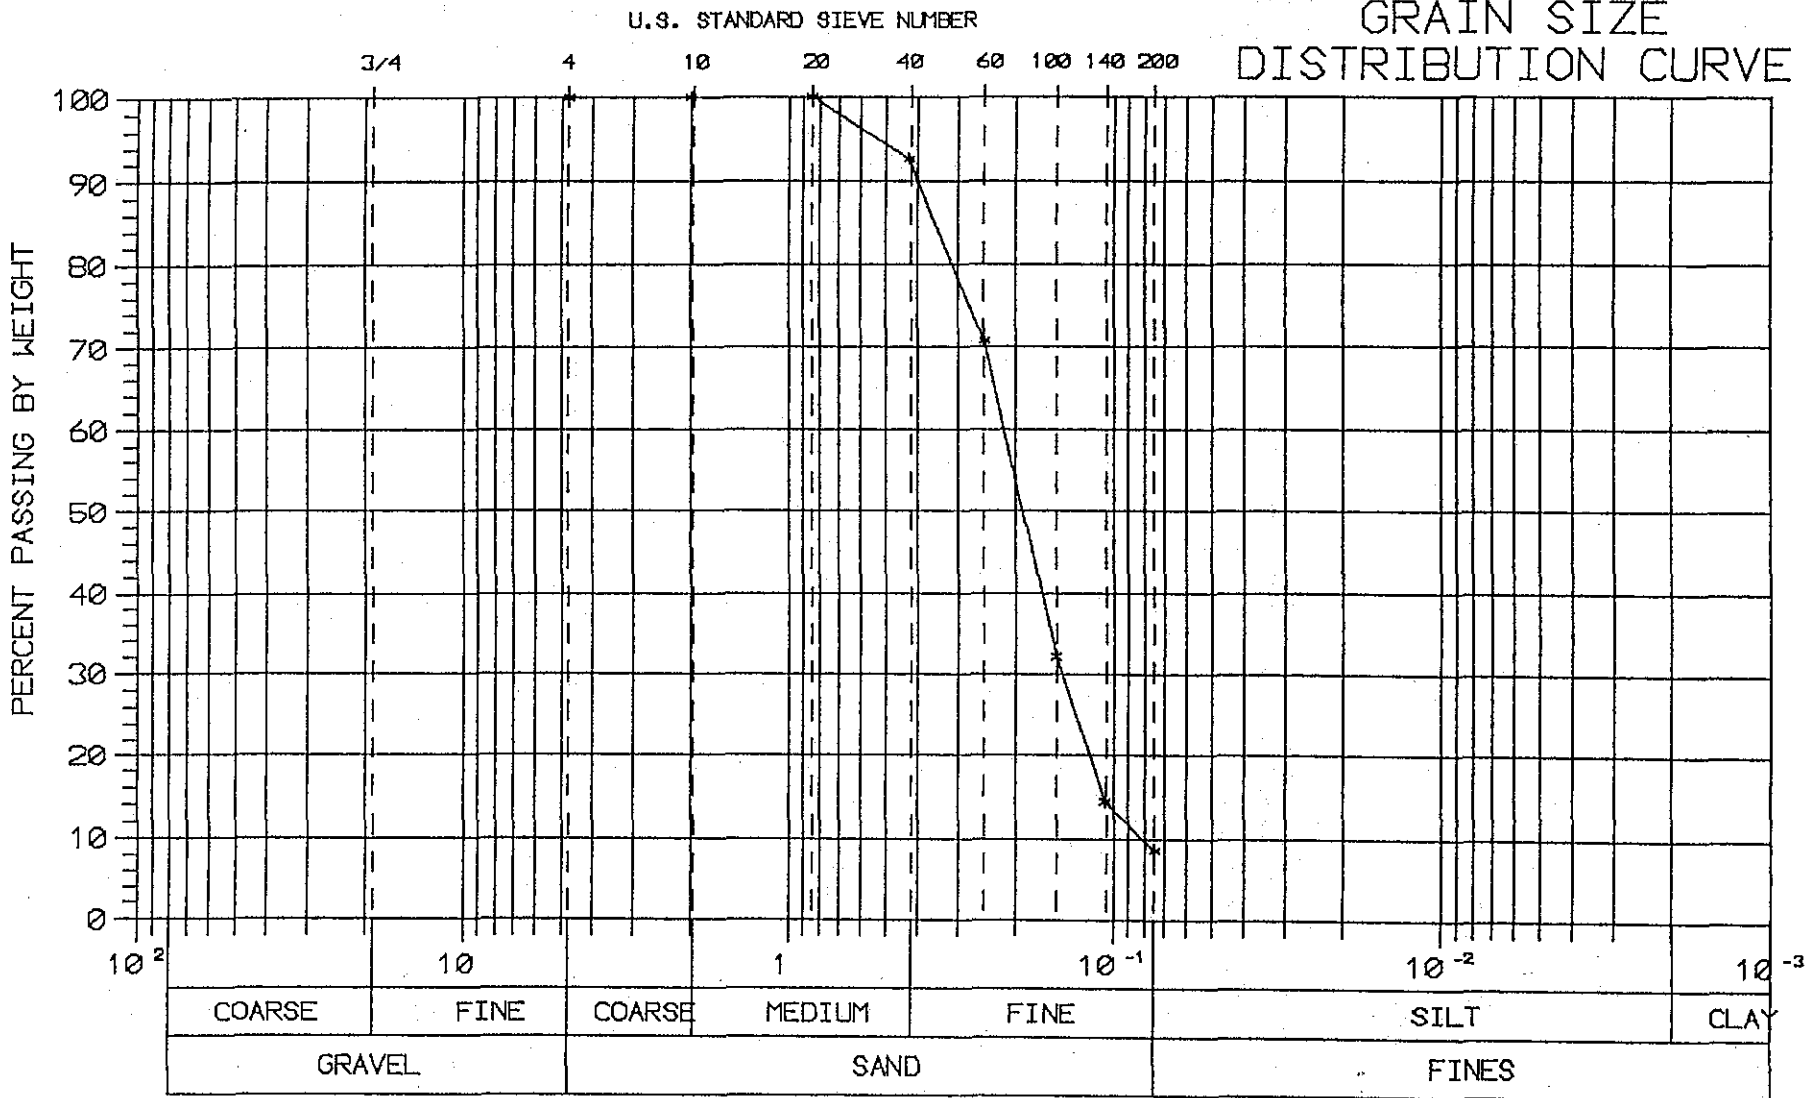 U.S. STANDARD SIEVE NUMBER
GRAIN SIZE
DISTRIBUTION CURVE
3/4 4 10 20 40 60 100 140 200
PERCENT PASSING BY WEIGHT
100
90
80
70
60
50
40
30
20
10
0
10² 10 1 10⁻¹ 10⁻² 10⁻³
COARSE FINE COARSE MEDIUM FINE SILT CLAY
GRAVEL SAND FINES